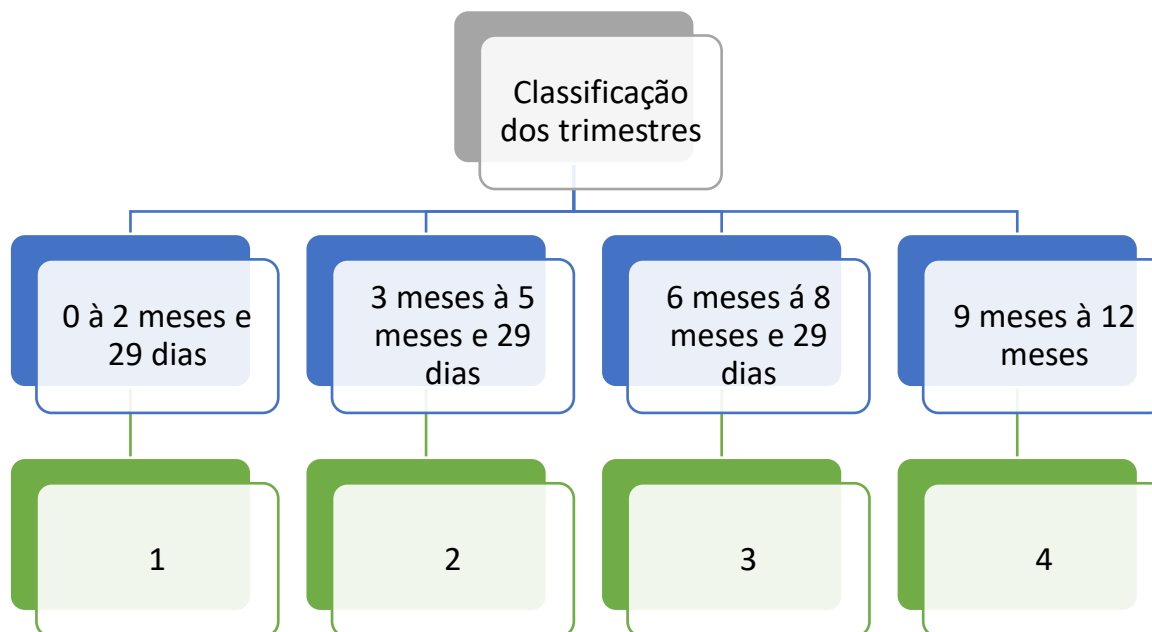 Classificação
dos trimestres
0 à 2 meses e
29 dias
3 meses à 5
meses e 29
dias
6 meses á 8
meses e 29
dias
9 meses à 12
meses
1
2
3
4